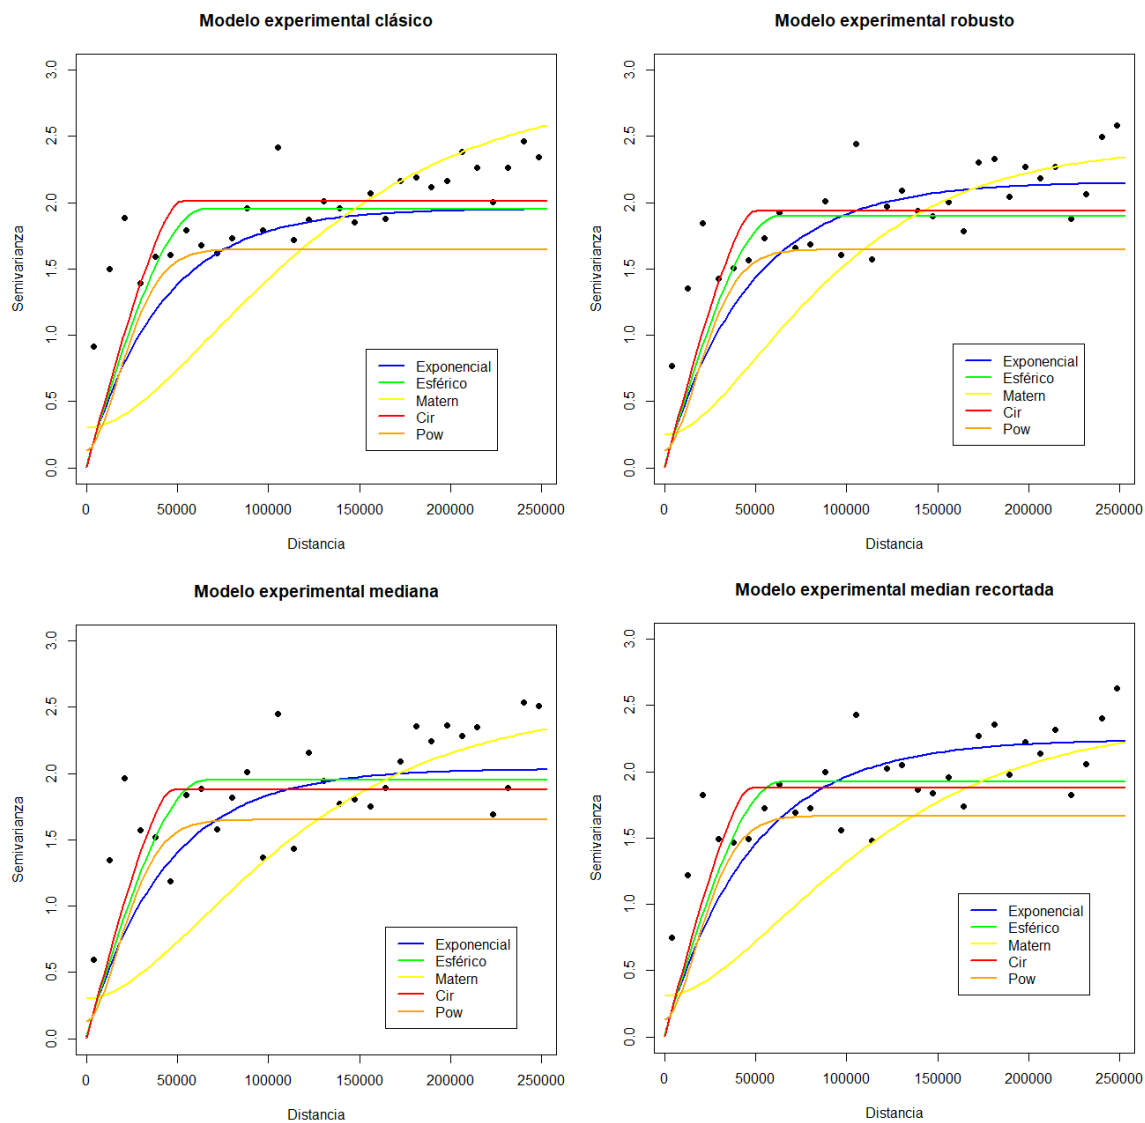 Modelo experimental clásico
Semivarianza
3.0
2.5
2.0
1.5
1.0
0.5
0.0
Exponencial
Esférico
Matern
Cir
Pow
0 50000 100000 150000 200000 250000
Distancia
Modelo experimental robusto
Semivarianza
3.0
2.5
2.0
1.5
1.0
0.5
0.0
Exponencial
Esférico
Matern
Cir
Pow
0 50000 100000 150000 200000 250000
Distancia
Modelo experimental mediana
Semivarianza
3.0
2.5
2.0
1.5
1.0
0.5
0.0
Exponencial
Esférico
Matern
Cir
Pow
0 50000 100000 150000 200000 250000
Distancia
Modelo experimental median recortada
Semivarianza
3.0
2.5
2.0
1.5
1.0
0.5
0.0
Exponencial
Esférico
Matern
Cir
Pow
0 50000 100000 150000 200000 250000
Distancia